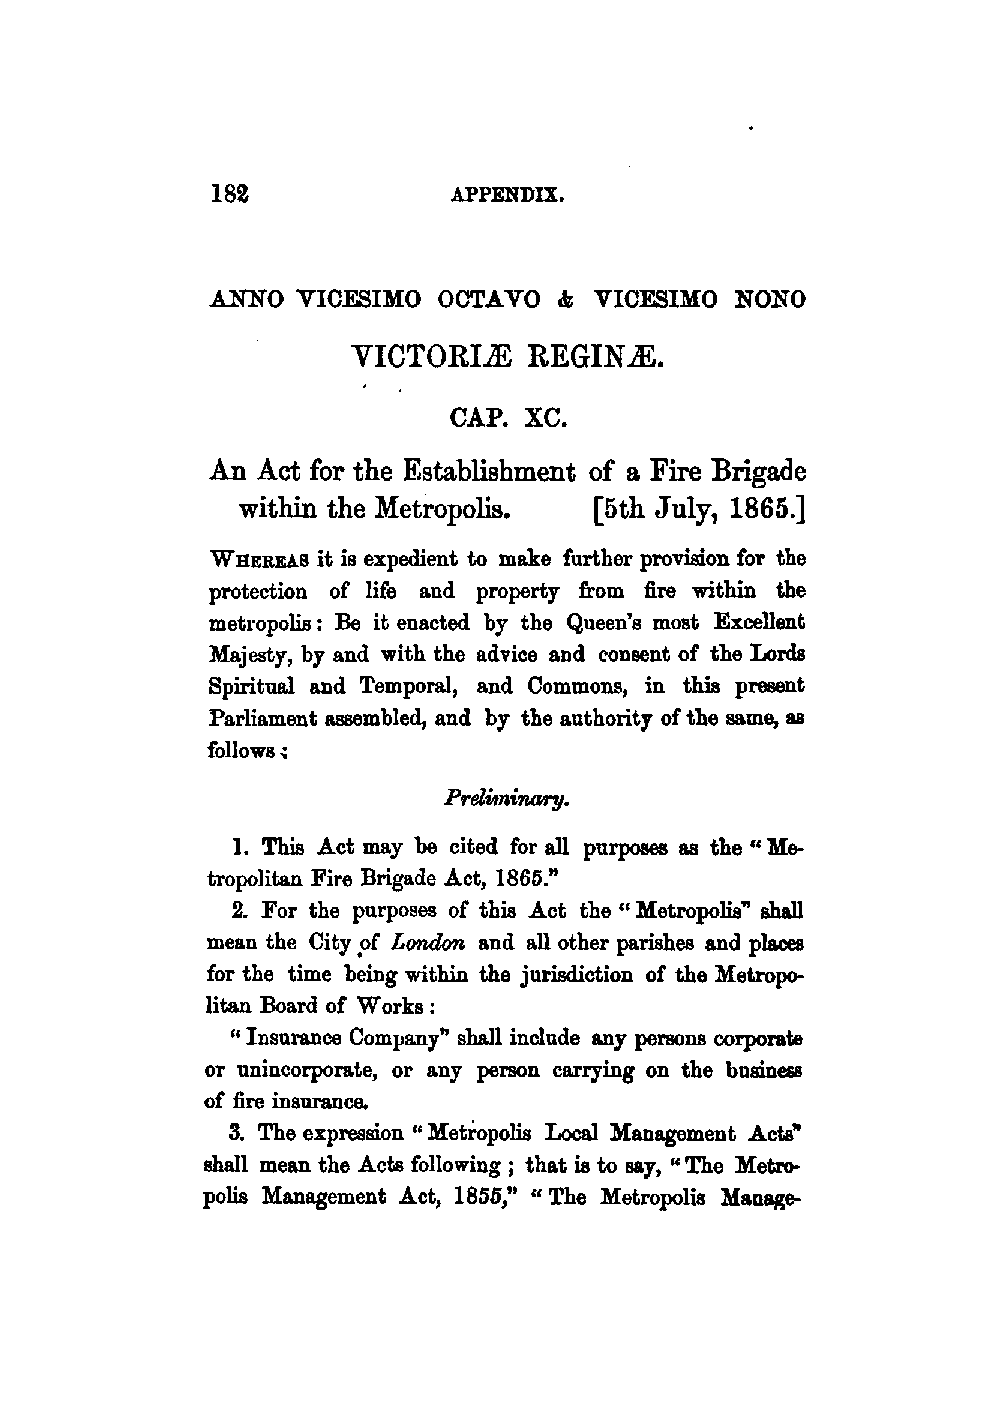 182 APPENDIX.
ANNO VICESIMO OCTAVO & VICESIMO NONO
VICTORIÆ REGINÆ.
CAP. XC.
An Act for the Establishment of a Fire Brigade
within the Metropolis. [5th July, 1865.]
WHEREAS it is expedient to make further provision for the
protection of life and property from fire within the
metropolis: Be it enacted by the Queen's most Excellent
Majesty, by and with the advice and consent of the Lords
Spiritual and Temporal, and Commons, in this present
Parliament assembled, and by the authority of the same, as
follows:
Preliminary.
1. This Act may be cited for all purposes as the "Me-
tropolitan Fire Brigade Act, 1865."
2. For the purposes of this Act the "Metropolis" shall
mean the City of London and all other parishes and places
for the time being within the jurisdiction of the Metropo-
litan Board of Works:
"Insurance Company" shall include any persons corporate
or unincorporate, or any person carrying on the business
of fire insurance.
3. The expression "Metropolis Local Management Acts"
shall mean the Acts following; that is to say, "The Metro-
polis Management Act, 1855," "The Metropolis Manage-